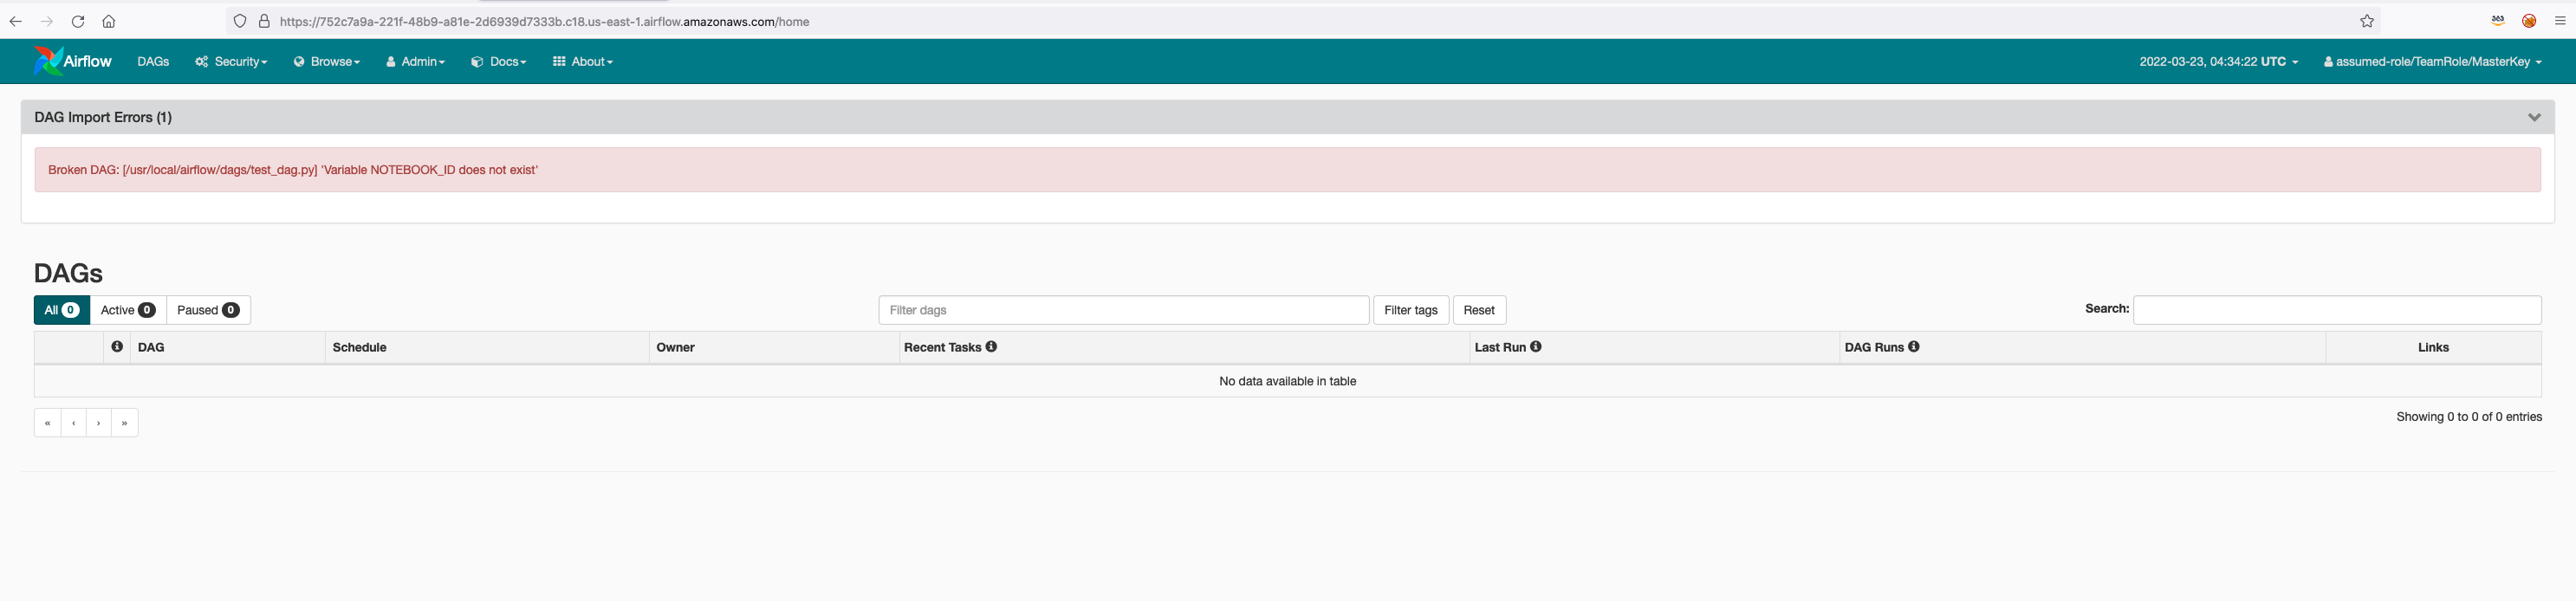 https://752c7a9a-221f-48b9-a81e-2d6939d7333b.c18.us-east-1.airflow.amazonaws.com/home
Airflow DAGs Security Browse Admin Docs About 2022-03-23, 04:34:22 UTC assumed-role/TeamRole/MasterKey
DAG Import Errors (1)
Broken DAG: [/usr/local/airflow/dags/test_dag.py] 'Variable NOTEBOOK_ID does not exist'
DAGs
All 0 Active 0 Paused 0 Filter dags Filter tags Reset Search:
DAG Schedule Owner Recent Tasks Last Run DAG Runs Links
No data available in table
« ‹ › » Showing 0 to 0 of 0 entries